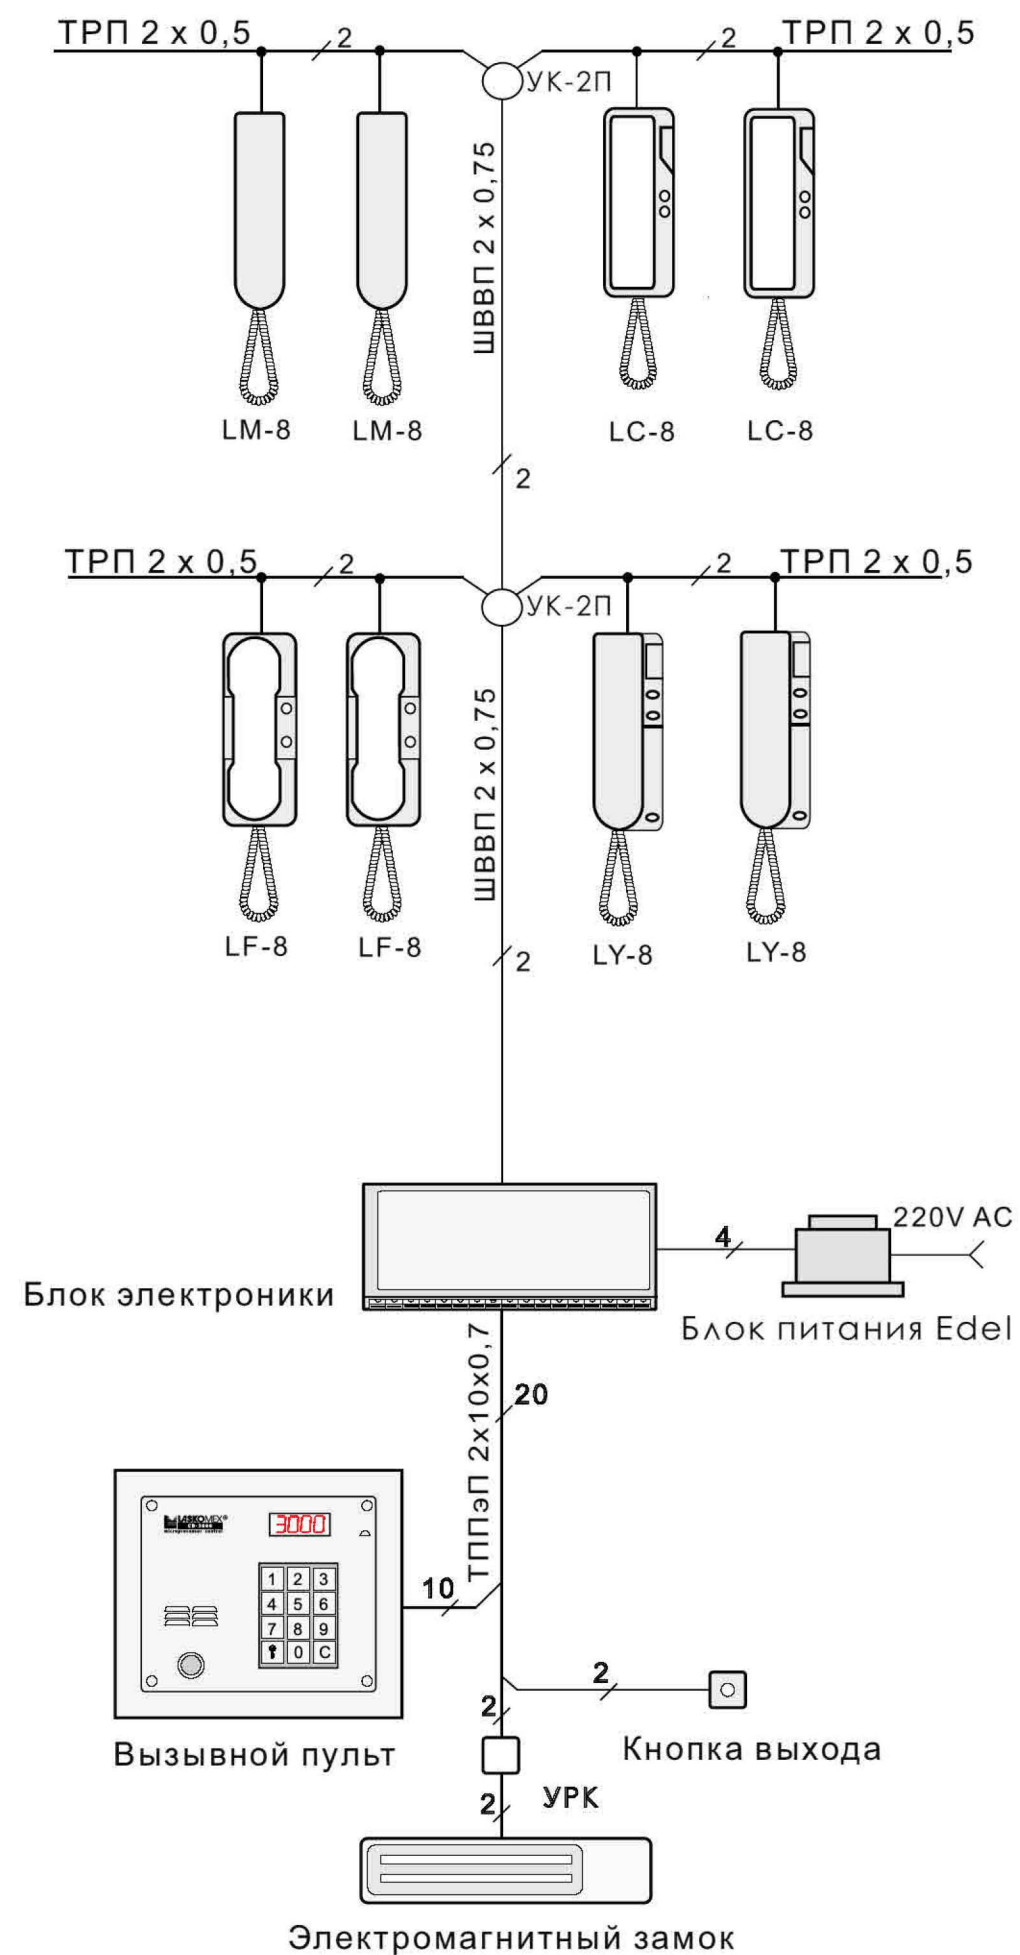 ТРП 2 х 0,5
2
2
ТРП 2 х 0,5
УК-2П
ШВВП 2 х 0,75
LM-8
LM-8
LC-8
LC-8
2
ТРП 2 х 0,5
2
2
ТРП 2 х 0,5
УК-2П
ШВВП 2 х 0,75
LF-8
LF-8
LY-8
LY-8
2
220V AC
4
Блок электроники
Блок питания Edel
ТППэП 2х10х0,7
20
LASKOMEX®
3000
1 2 3
4 5 6
7 8 9
0 C
10
2
2
Вызывной пульт
Кнопка выхода
УРК
2
Электромагнитный замок